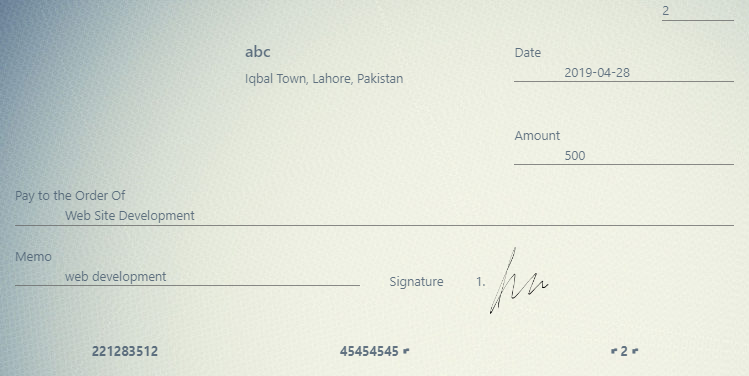 2
abc
Date
Iqbal Town, Lahore, Pakistan
2019-04-28
Amount
500
Pay to the Order Of
Web Site Development
Memo
web development
Signature 1.
221283512 45454545 ⑈ ⑈ 2 ⑈